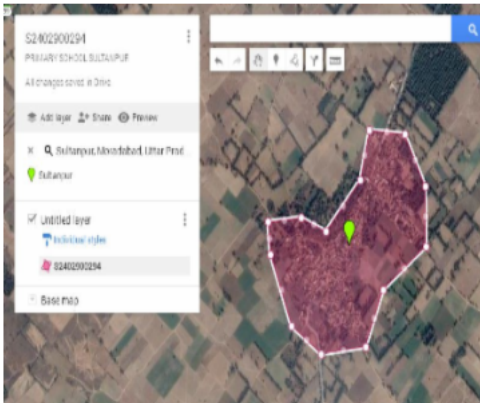 S2402900294
PRIMARY SCHOOL SULTANPUR
All changes saved in Drive.
Add layer Share Preview
Sultanpur, Moradabad, Uttar Prad...
Sultanpur
Untitled layer
Individual styles
S2402900294
Base map